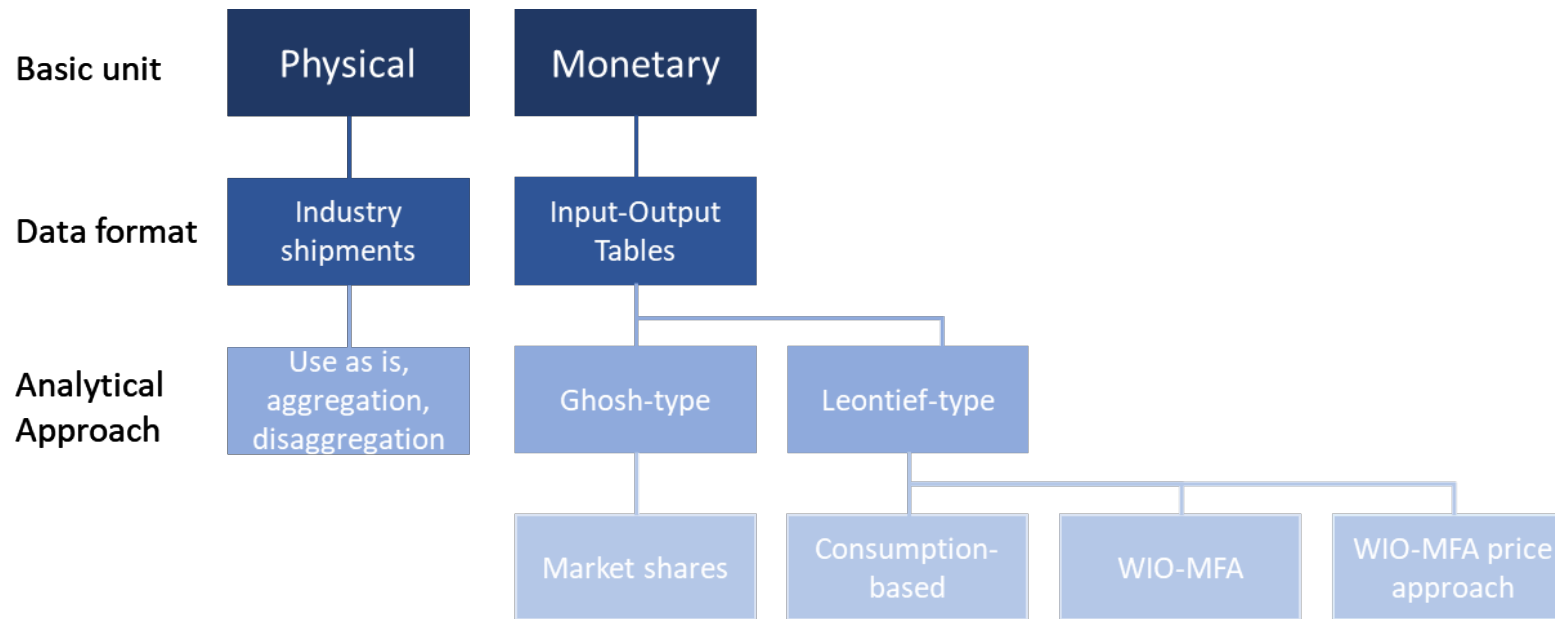 Basic unit
Physical
Monetary
Data format
Industry
shipments
Input-Output
Tables
Analytical
Approach
Use as is,
aggregation,
disaggregation
Ghosh-type
Leontief-type
Market shares
Consumption-
based
WIO-MFA
WIO-MFA price
approach